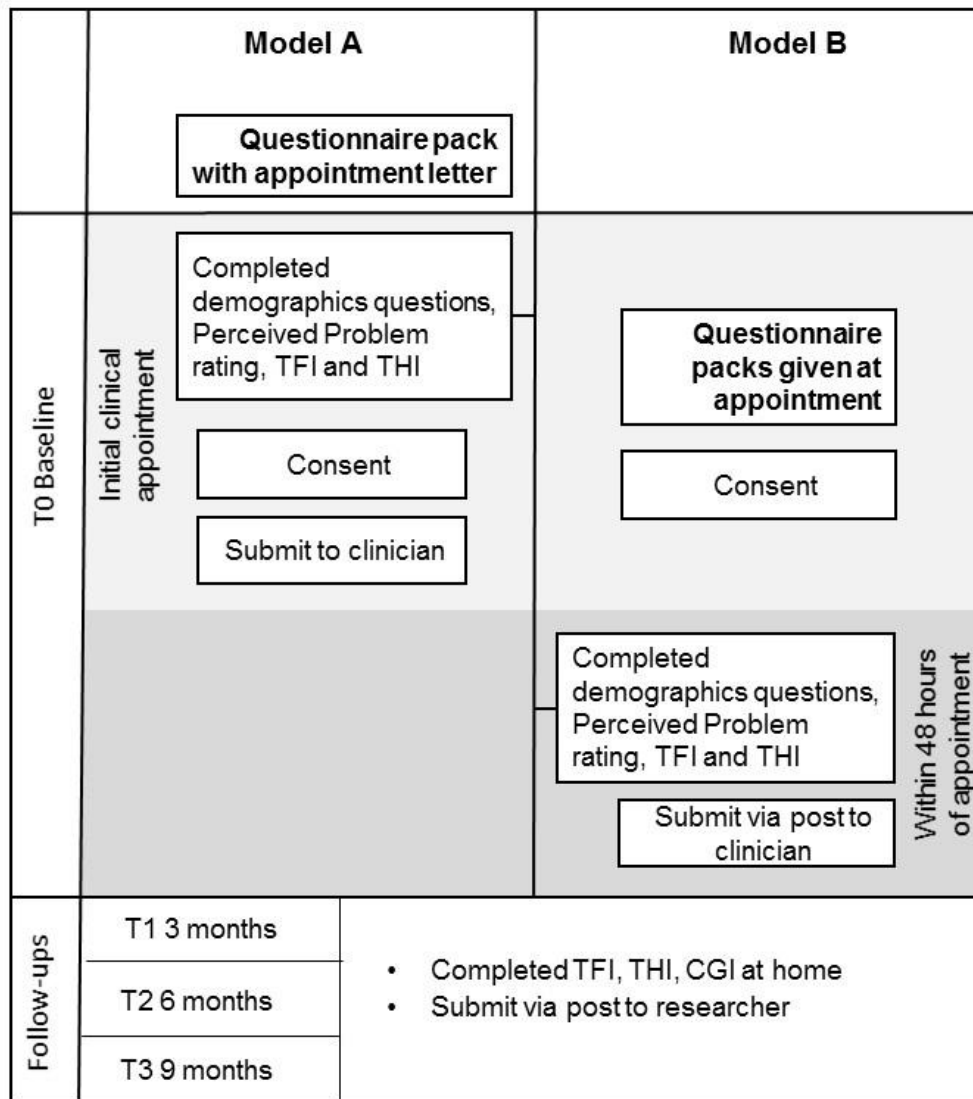 Model A
Model B
Questionnaire pack
with appointment letter
T0 Baseline
Initial clinical
appointment
Completed
demographics questions,
Perceived Problem
rating, TFI and THI
Consent
Submit to clinician
Questionnaire
packs given at
appointment
Consent
Completed
demographics questions,
Perceived Problem
rating, TFI and THI
Submit via post to
clinician
Within 48 hours
of appointment
Follow-ups
T1 3 months
T2 6 months
T3 9 months
• Completed TFI, THI, CGI at home
• Submit via post to researcher